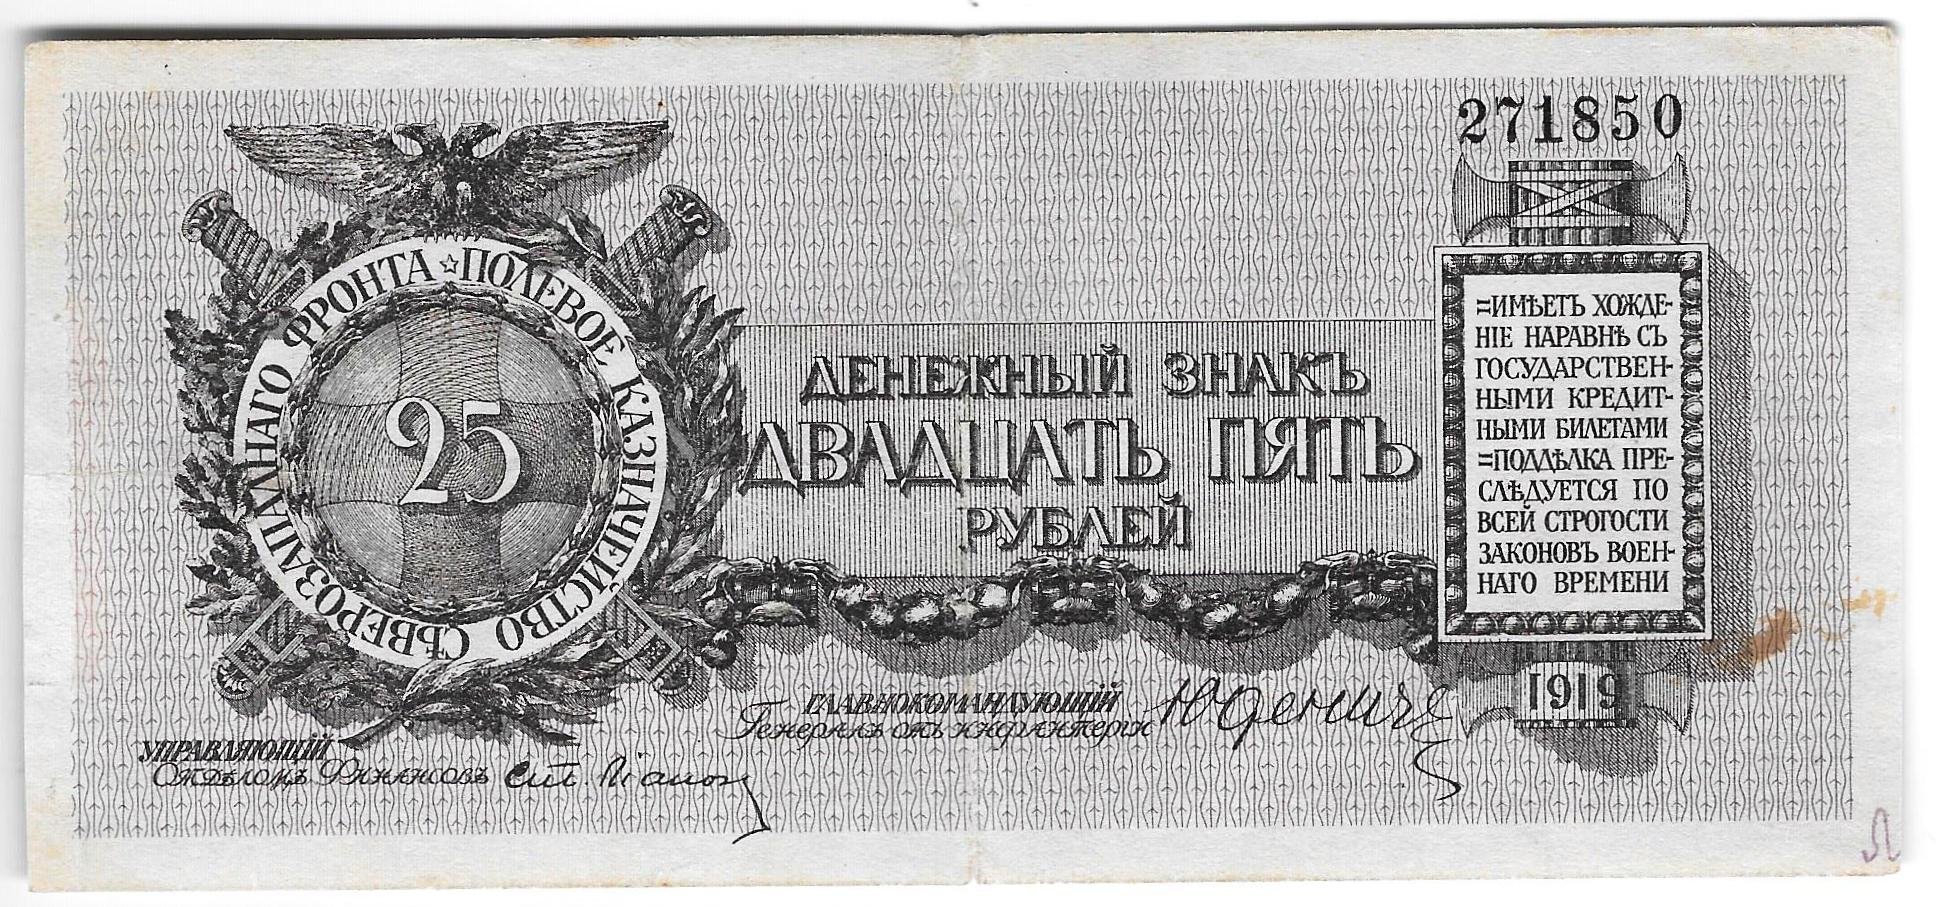 271850
ПОЛЕВОЕ КАЗНАЧЕЙСТВО СѢВЕРОЗАПАДНАГО ФРОНТА ☆
25
ДЕНЕЖНЫЙ ЗНАКЪ
ДВАДЦАТЬ ПЯТЬ
РУБЛЕЙ
=ИМѢЕТЪ ХОЖДЕ-
НІЕ НАРАВНѢ СЪ
ГОСУДАРСТВЕН-
НЫМИ КРЕДИТ-
НЫМИ БИЛЕТАМИ
=ПОДДѢЛКА ПРЕ-
СЛѢДУЕТСЯ ПО
ВСЕЙ СТРОГОСТИ
ЗАКОНОВЪ ВОЕН-
НАГО ВРЕМЕНИ
1919
ГЛАВНОКОМАНДУЮЩІЙ
Генералъ отъ инфантеріи Юденичъ
УПРАВЛЯЮЩІЙ
Отдѣломъ Финансовъ